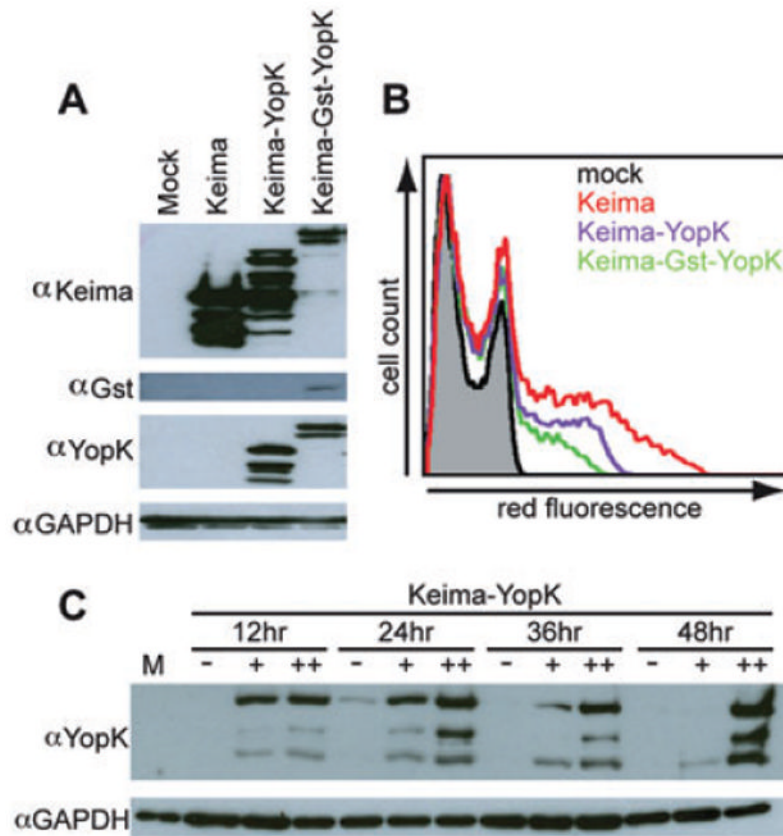 A
Mock
Keima
Keima-YopK
Keima-Gst-YopK
αKeima
αGst
αYopK
αGAPDH
B
mock
Keima
Keima-YopK
Keima-Gst-YopK
cell count
red fluorescence
C
Keima-YopK
12hr 24hr 36hr 48hr
M - + ++ - + ++ - + ++ - + ++
αYopK
αGAPDH